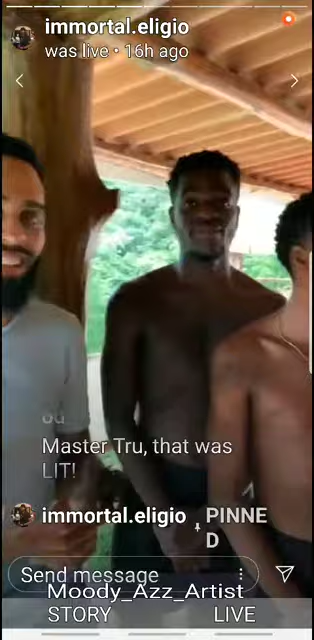 immortal.eligio
was live • 16h ago
Master Tru, that was
LIT!
immortal.eligio PINNE
D
Send message
Moody_Azz_Artist
STORY LIVE